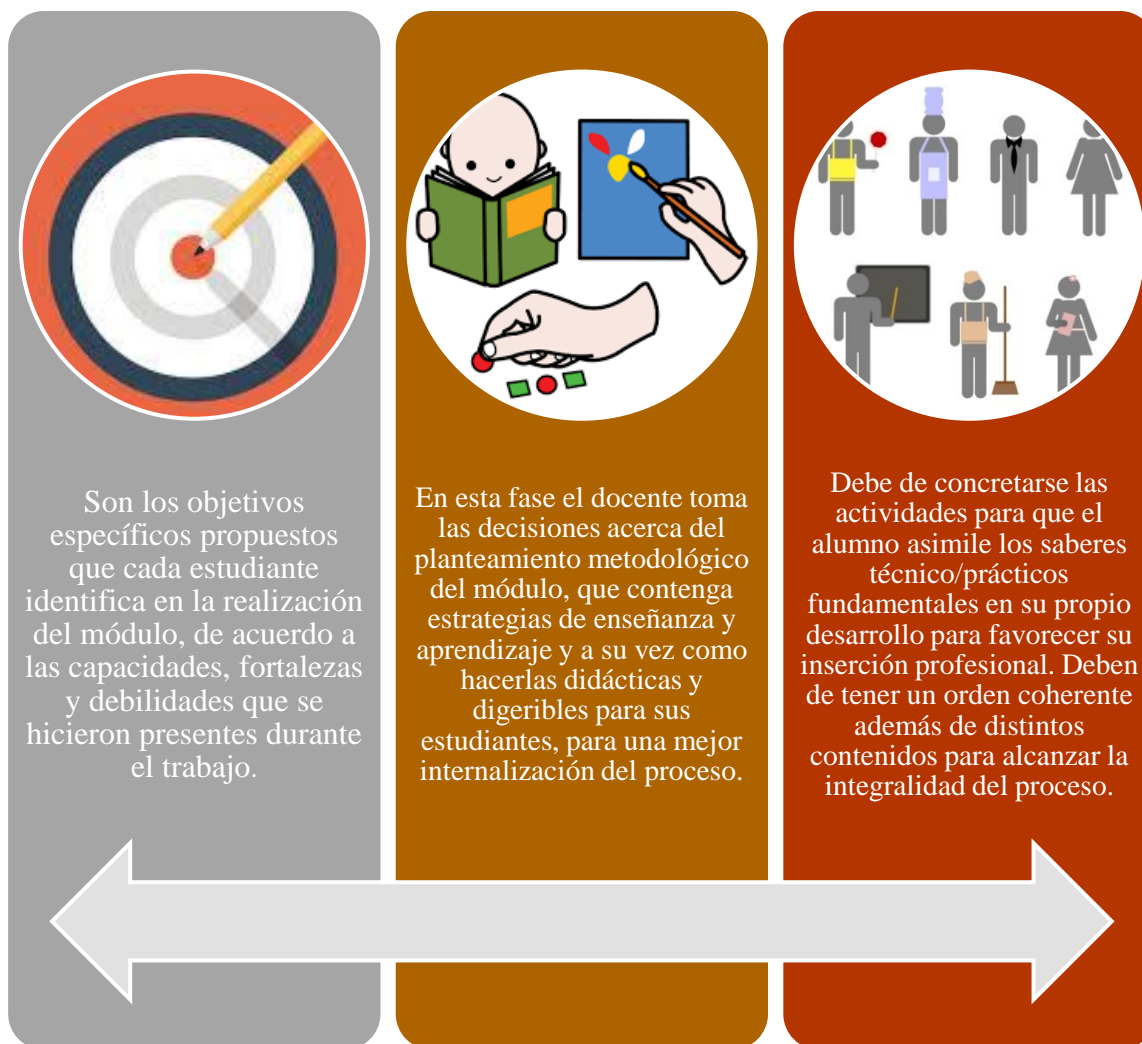 Son los objetivos
específicos propuestos
que cada estudiante
identifica en la realización
del módulo, de acuerdo a
las capacidades, fortalezas
y debilidades que se
hicieron presentes durante
el trabajo.
En esta fase el docente toma
las decisiones acerca del
planteamiento metodológico
del módulo, que contenga
estrategias de enseñanza y
aprendizaje y a su vez como
hacerlas didácticas y
digeribles para sus
estudiantes, para una mejor
internalización del proceso.
Debe de concretarse las
actividades para que el
alumno asimile los saberes
técnico/prácticos
fundamentales en su propio
desarrollo para favorecer su
inserción profesional. Deben
de tener un orden coherente
además de distintos
contenidos para alcanzar la
integralidad del proceso.